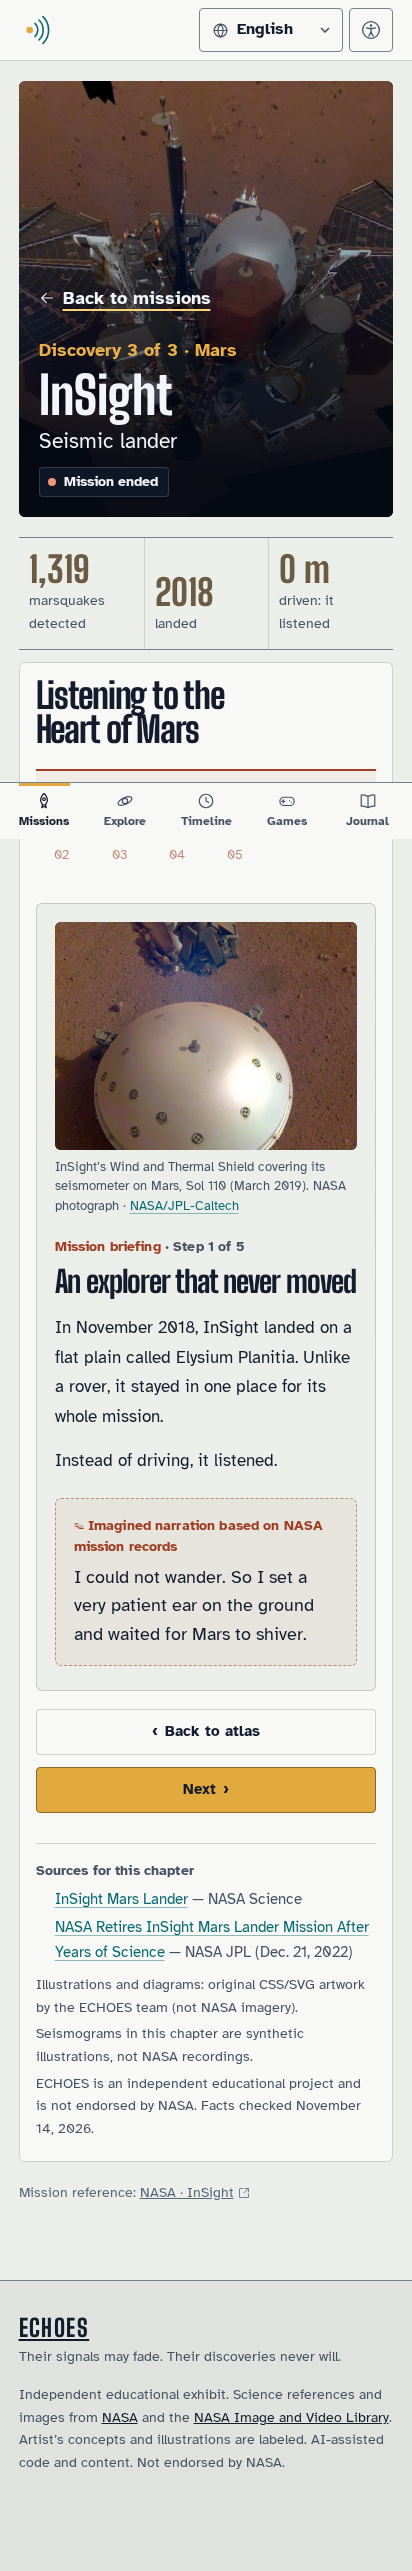 English
← Back to missions
Discovery 3 of 3 · Mars
InSight
Seismic lander
Mission ended
1,319
marsquakes
detected
2018
landed
0 m
driven: it
listened
Listening to the
Heart of Mars
Missions
Explore
Timeline
Games
Journal
02 03 04 05
InSight's Wind and Thermal Shield covering its
seismometer on Mars, Sol 110 (March 2019). NASA
photograph · NASA/JPL-Caltech
Mission briefing · Step 1 of 5
An explorer that never moved
In November 2018, InSight landed on a
flat plain called Elysium Planitia. Unlike
a rover, it stayed in one place for its
whole mission.
Instead of driving, it listened.
Imagined narration based on NASA
mission records
I could not wander. So I set a
very patient ear on the ground
and waited for Mars to shiver.
‹ Back to atlas
Next ›
Sources for this chapter
InSight Mars Lander — NASA Science
NASA Retires InSight Mars Lander Mission After
Years of Science — NASA JPL (Dec. 21, 2022)
Illustrations and diagrams: original CSS/SVG artwork
by the ECHOES team (not NASA imagery).
Seismograms in this chapter are synthetic
illustrations, not NASA recordings.
ECHOES is an independent educational project and
is not endorsed by NASA. Facts checked November
14, 2026.
Mission reference: NASA · InSight
ECHOES
Their signals may fade. Their discoveries never will.
Independent educational exhibit. Science references and
images from NASA and the NASA Image and Video Library.
Artist's concepts and illustrations are labeled. AI-assisted
code and content. Not endorsed by NASA.